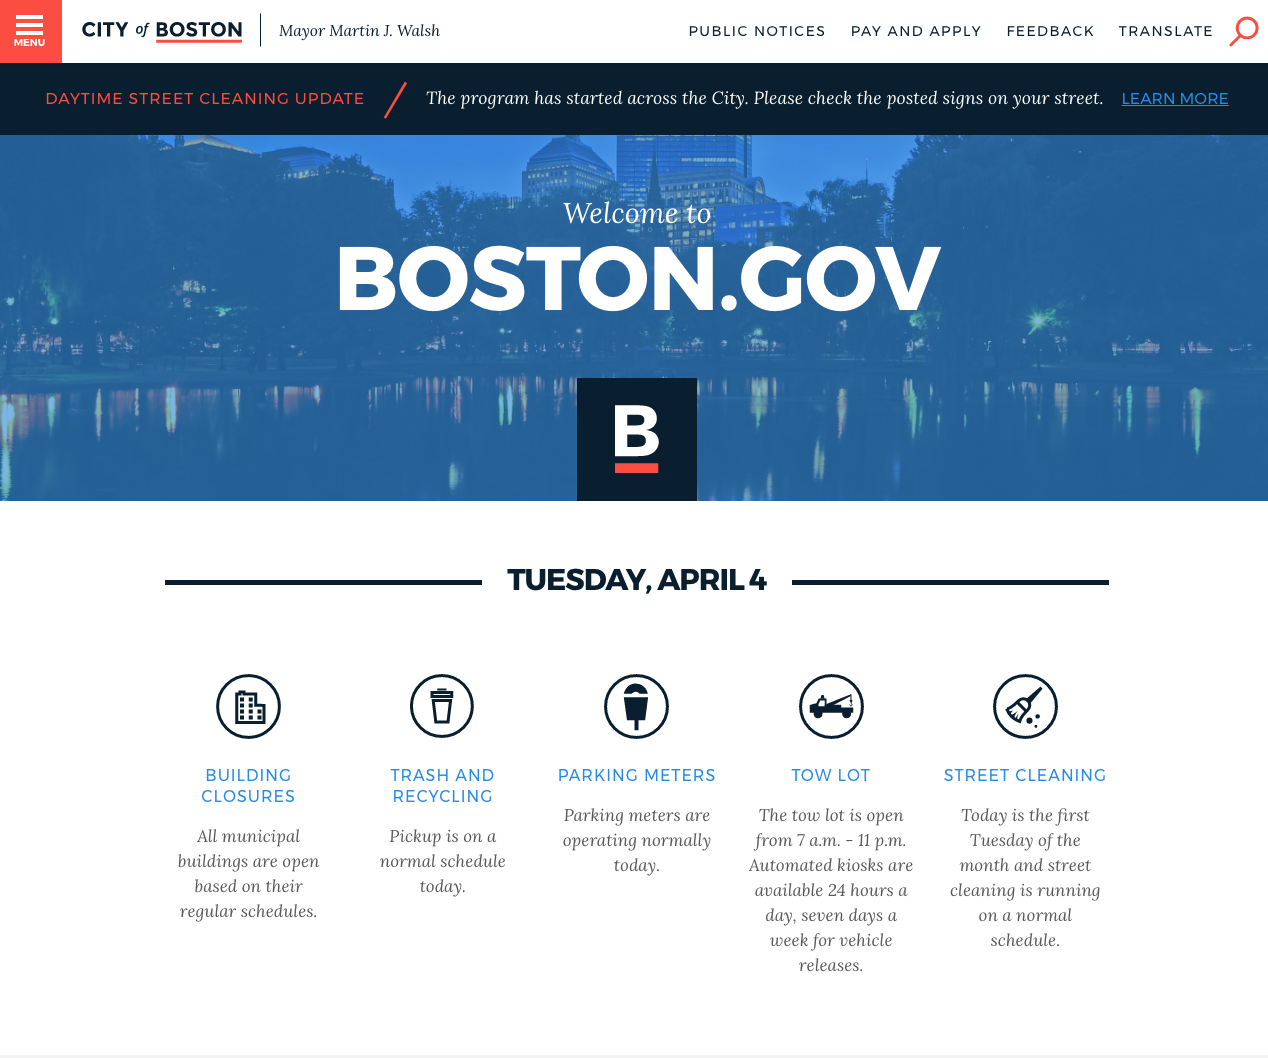 MENU
CITY of BOSTON
Mayor Martin J. Walsh
PUBLIC NOTICES PAY AND APPLY FEEDBACK TRANSLATE
DAYTIME STREET CLEANING UPDATE The program has started across the City. Please check the posted signs on your street. LEARN MORE
Welcome to
BOSTON.GOV
B
TUESDAY, APRIL 4
BUILDING
CLOSURES
All municipal
buildings are open
based on their
regular schedules.
TRASH AND
RECYCLING
Pickup is on a
normal schedule
today.
PARKING METERS
Parking meters are
operating normally
today.
TOW LOT
The tow lot is open
from 7 a.m. - 11 p.m.
Automated kiosks are
available 24 hours a
day, seven days a
week for vehicle
releases.
STREET CLEANING
Today is the first
Tuesday of the
month and street
cleaning is running
on a normal
schedule.